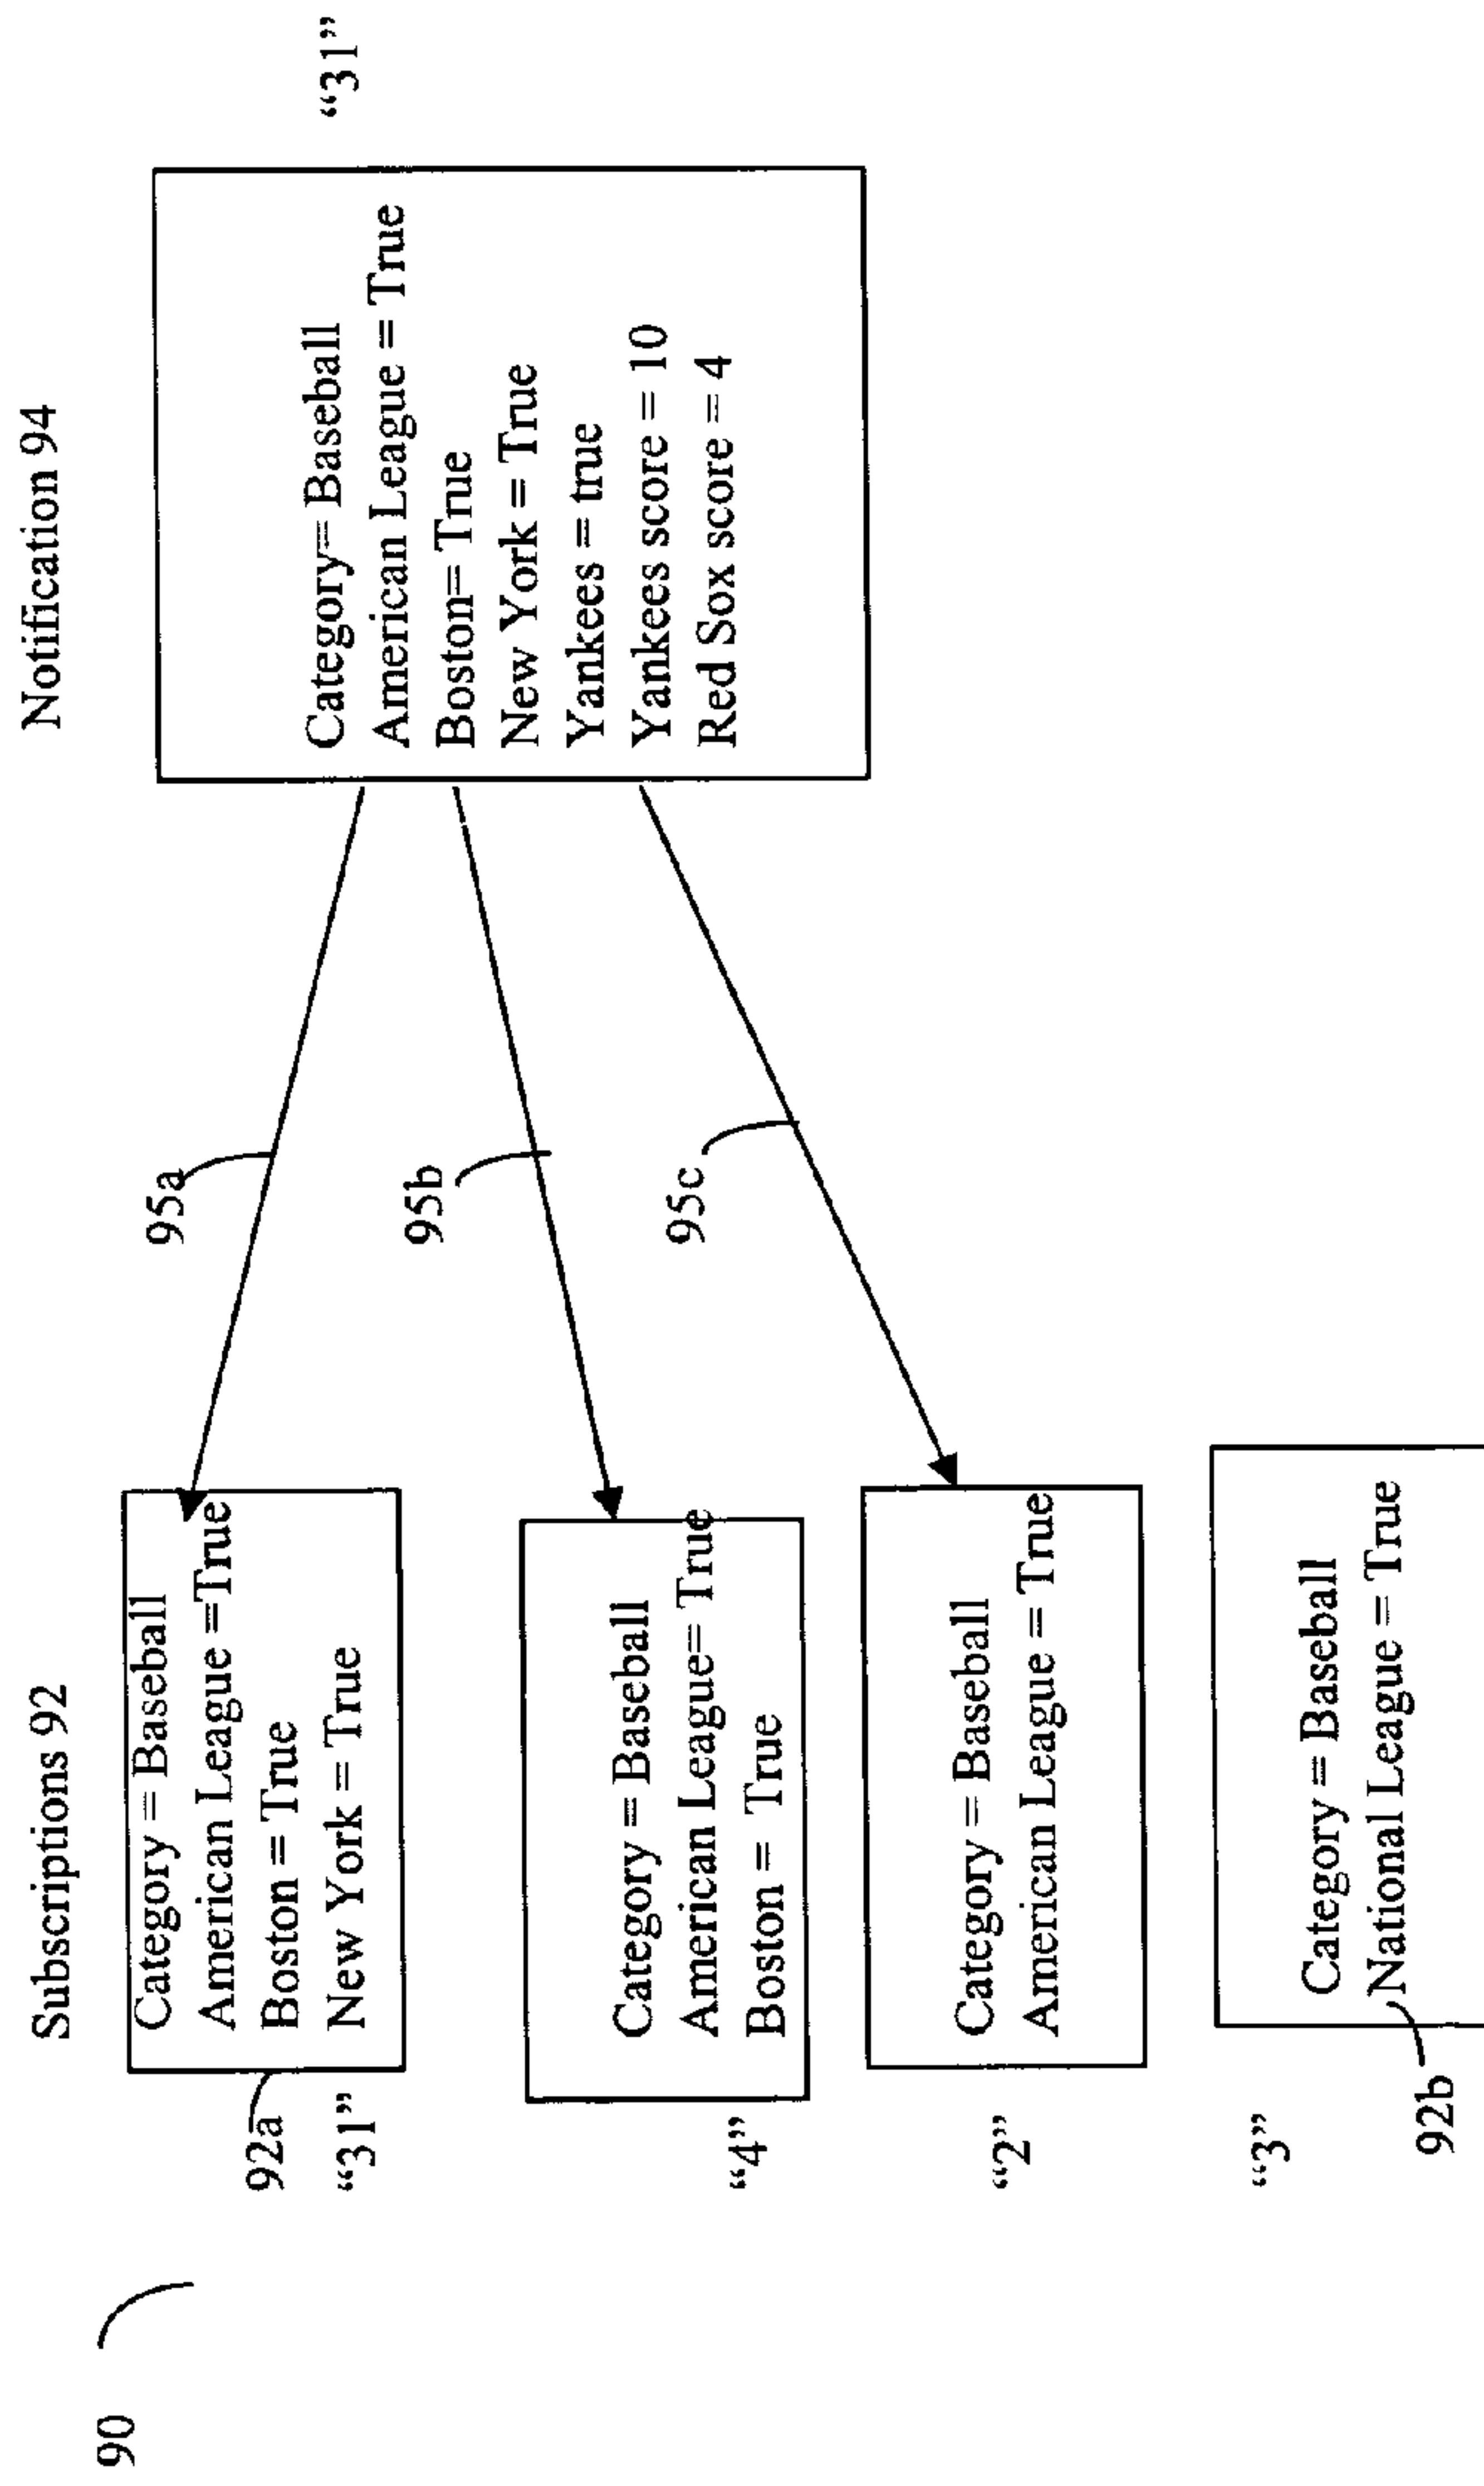 90
Subscriptions 92
Notification 94
92a
“31”
Category = Baseball
American League =True
Boston =True
New York = True
“4”
Category = Baseball
American League= True
Boston = True
“2”
Category = Baseball
American League = True
“3”
92b
Category = Baseball
National League = True
95a
95b
95c
Category= Baseball
American League = True
Boston= True
New York = True
Yankees = true
Yankees score = 10
Red Sox score = 4
“31”